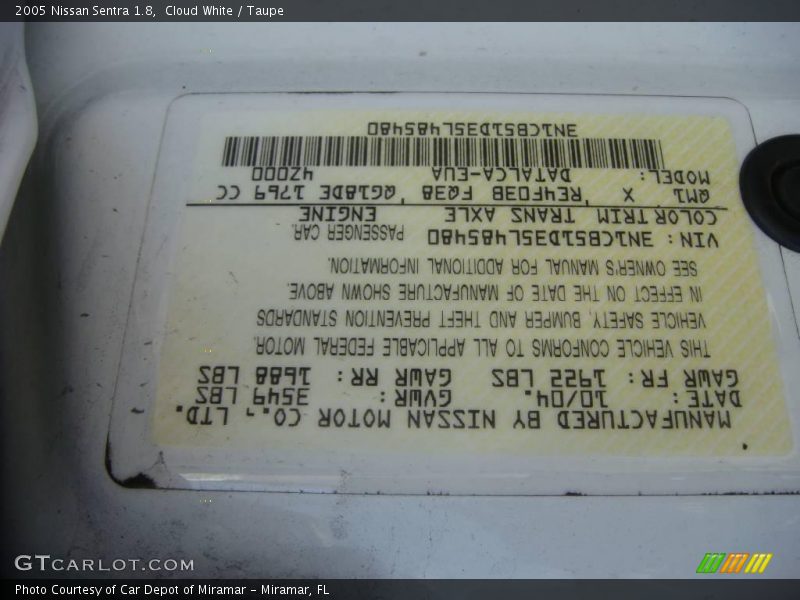 2005 Nissan Sentra 1.8,  Cloud White / Taupe
MANUFACTURED BY NISSAN MOTOR CO., LTD.
DATE: 10/04. GVWR: 3549 LBS
GAWR FR: 1922 LBS GAWR RR: 1688 LBS
THIS VEHICLE CONFORMS TO ALL APPLICABLE FEDERAL MOTOR
VEHICLE SAFETY, BUMPER AND THEFT PREVENTION STANDARDS
IN EFFECT ON THE DATE OF MANUFACTURE SHOWN ABOVE.
SEE OWNER'S MANUAL FOR ADDITIONAL INFORMATION.
VIN: 3N1CB51D35L485480 PASSENGER CAR.
COLOR TRIM TRANS AXLE ENGINE
QM1 X 'RE4F03B FQ38 'QG18DE 1769 CC
MODEL: DATALCA-EUA 4Z000
3N1CB51D35L485480
GTCARLOT.COM
Photo Courtesy of Car Depot of Miramar - Miramar, FL